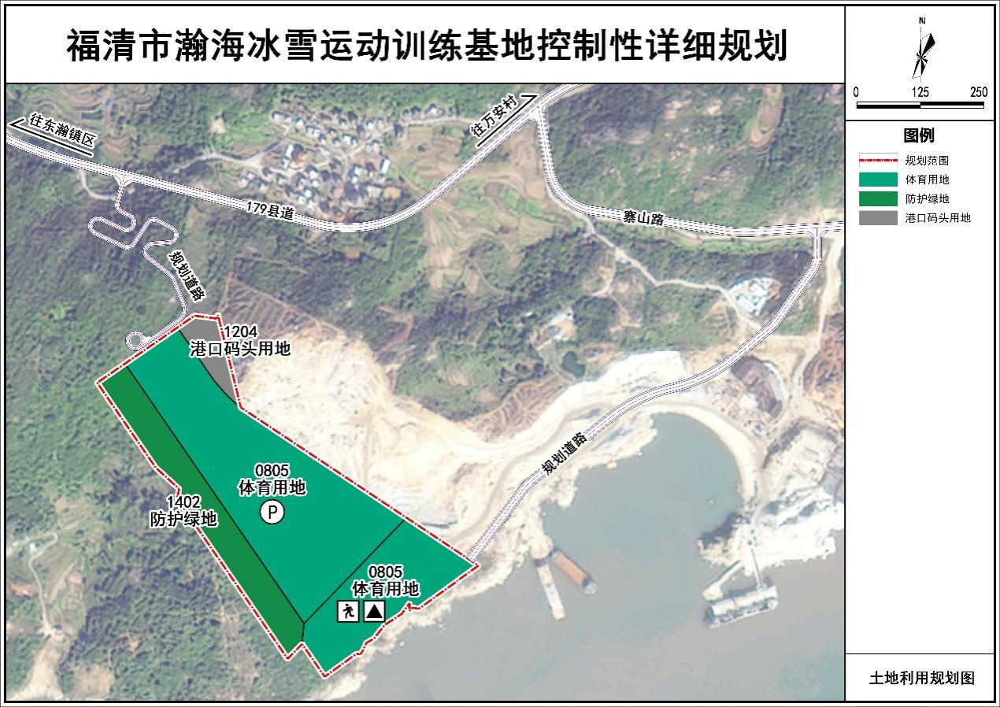 福清市瀚海冰雪运动训练基地控制性详细规划
N
0 125 250
图例
规划范围
体育用地
防护绿地
港口码头用地
往东瀚镇区
往万安村
179县道
寨山路
规划道路
1204
港口码头用地
规划道路
0805
体育用地
P
1402
防护绿地
0805
体育用地
土地利用规划图